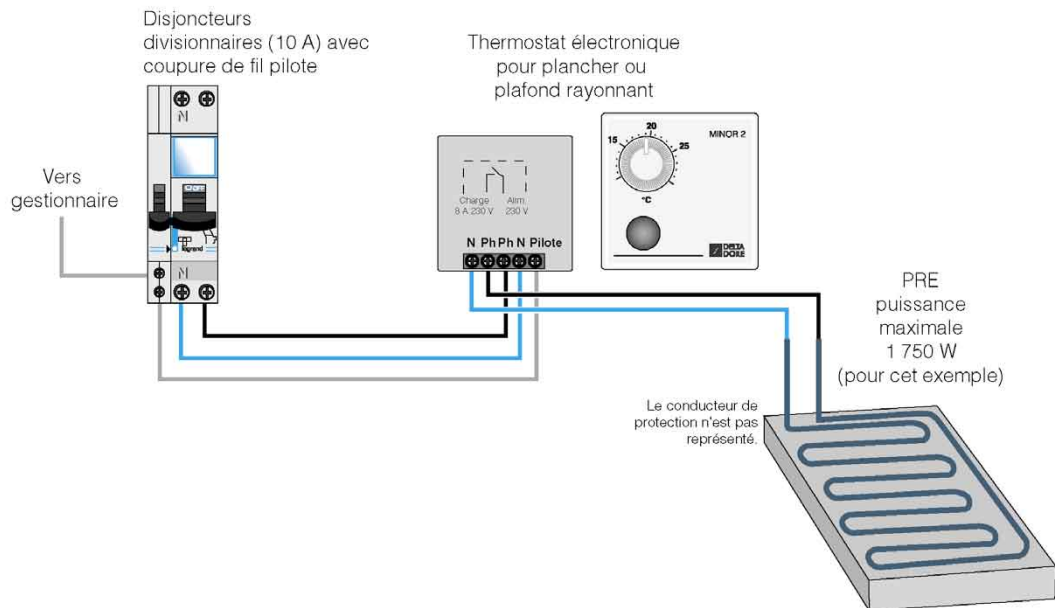 Disjoncteurs
divisionnaires (10 A) avec
coupure de fil pilote
Thermostat électronique
pour plancher ou
plafond rayonnant
Vers
gestionnaire
N
legrand
N
Charge
8 A 230 V
Alim.
230 V
N Ph Ph N Pilote
15
20
25
°C
MINOR 2
DELTA
DORE
PRE
puissance
maximale
1 750 W
(pour cet exemple)
Le conducteur de
protection n'est pas
représenté.